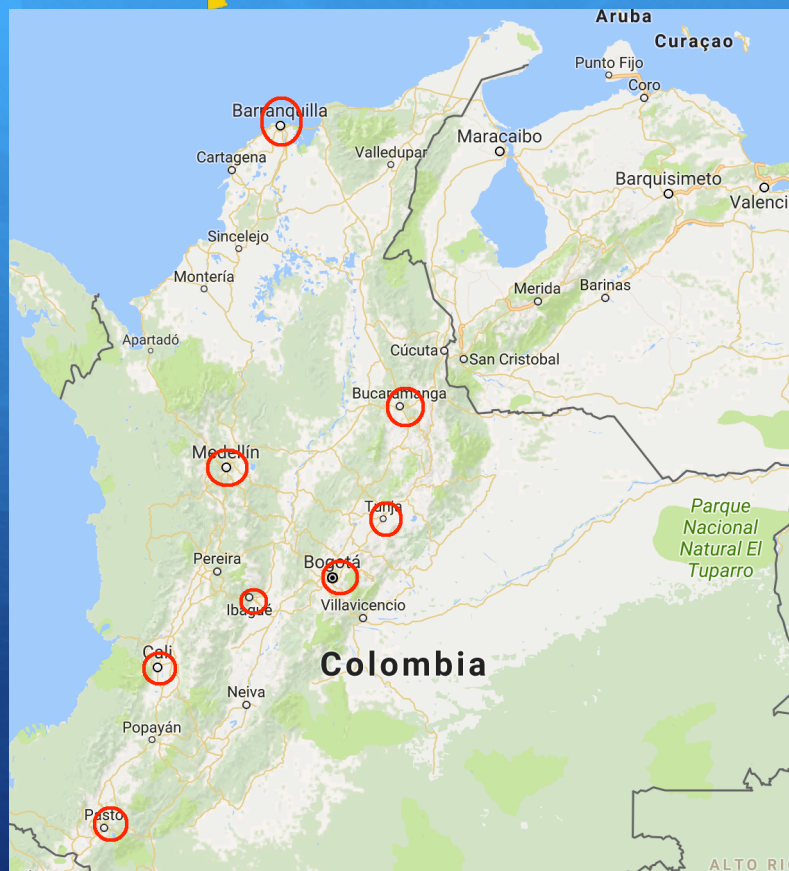 Aruba
Curaçao
Punto Fijo
Coro
Barranquilla
Maracaibo
Cartagena
Valledupar
Barquisimeto
Valenci
Sincelejo
Montería
Merida
Barinas
Apartadó
Cúcuta
San Cristobal
Bucaramanga
Medellín
Tunja
Parque
Nacional
Natural El
Tuparro
Pereira
Bogotá
Ibagué
Villavicencio
Cali
Colombia
Neiva
Popayán
Pasto
ALTO RI